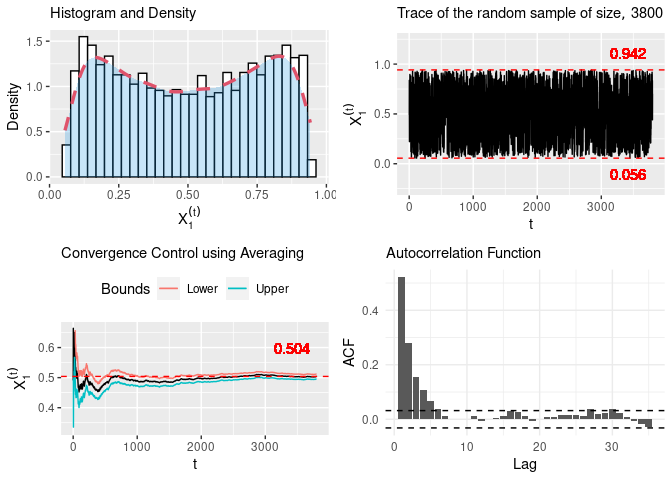 Histogram and Density
1.5
1.0
0.5
0.0
Density
0.00
0.25
0.50
0.75
1.00
X₁⁽ᵗ⁾
Trace of the random sample of size, 3800
1.0
0.5
0.0
X₁⁽ᵗ⁾
0.942
0.056
0
1000
2000
3000
t
Convergence Control using Averaging
Bounds Lower Upper
0.6
0.5
0.4
X₁⁽ᵗ⁾
0.504
0
1000
2000
3000
t
Autocorrelation Function
0.4
0.2
0.0
ACF
0
10
20
30
Lag